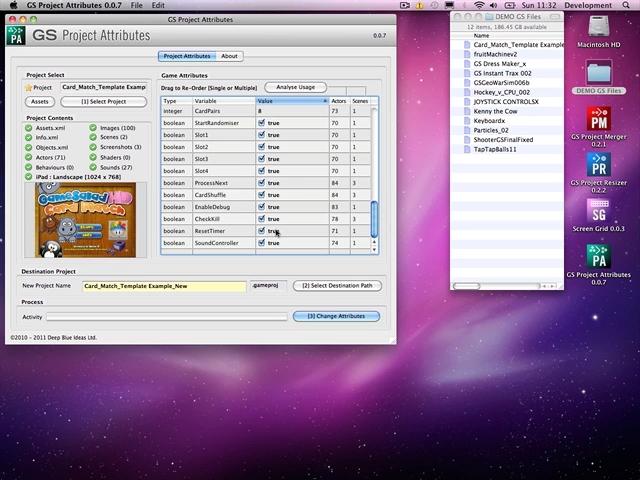 GS Project Attributes 0.0.7 File Edit Sun 11:32 Development
GS Project Attributes
PA GS Project Attributes 0.0.7
Project Attributes About
Project Select
Project Card_Match_Template Examp
Assets [1] Select Project
Project Contents
Assets.xml Images (100)
Info.xml Scenes (2)
Objects.xml Screenshots (3)
Actors (71) Shaders (0)
Behaviours (0) Sounds (27)
iPad : Landscape [1024 x 768]
GameSalad HD
Card Match
Game Attributes
Drag to Re-Order (Single or Multiple) Analyse Usage
Type Variable Value Actors Scenes
integer CardPairs 8 73 1
boolean StartRandomiser true 70 1
boolean Slot1 true 70 1
boolean Slot2 true 70 1
boolean Slot3 true 70 1
boolean Slot4 true 70 1
boolean ProcessNext true 84 3
boolean CardShuffle true 84 3
boolean EnableDebug true 83 1
boolean CheckKill true 78 3
boolean ResetTimer true 71 1
boolean SoundController true 74 1
Destination Project
New Project Name Card_Match_Template Example_New .gameproj [2] Select Destination Path
Process
Activity [3] Change Attributes
©2010 - 2011 Deep Blue Ideas Ltd.
DEMO GS Files
12 items, 186.45 GB available
Name
Card_Match_Template Example
fruitMachinev2
GS Dress Maker_x
GS Instant Trax 002
GSGeoWarSim006b
Hockey_v_CPU_002
JOYSTICK CONTROLSX
Keyboardx
Kenny the Cow
Particles_02
ShooterGSFinalFixed
TapTapBalls11
Macintosh HD
DEMO GS Files
PM
GS Project Merger
0.2.1
PR
GS Project Resizer
0.2.2
SG
Screen Grid 0.0.3
PA
GS Project Attributes
0.0.7